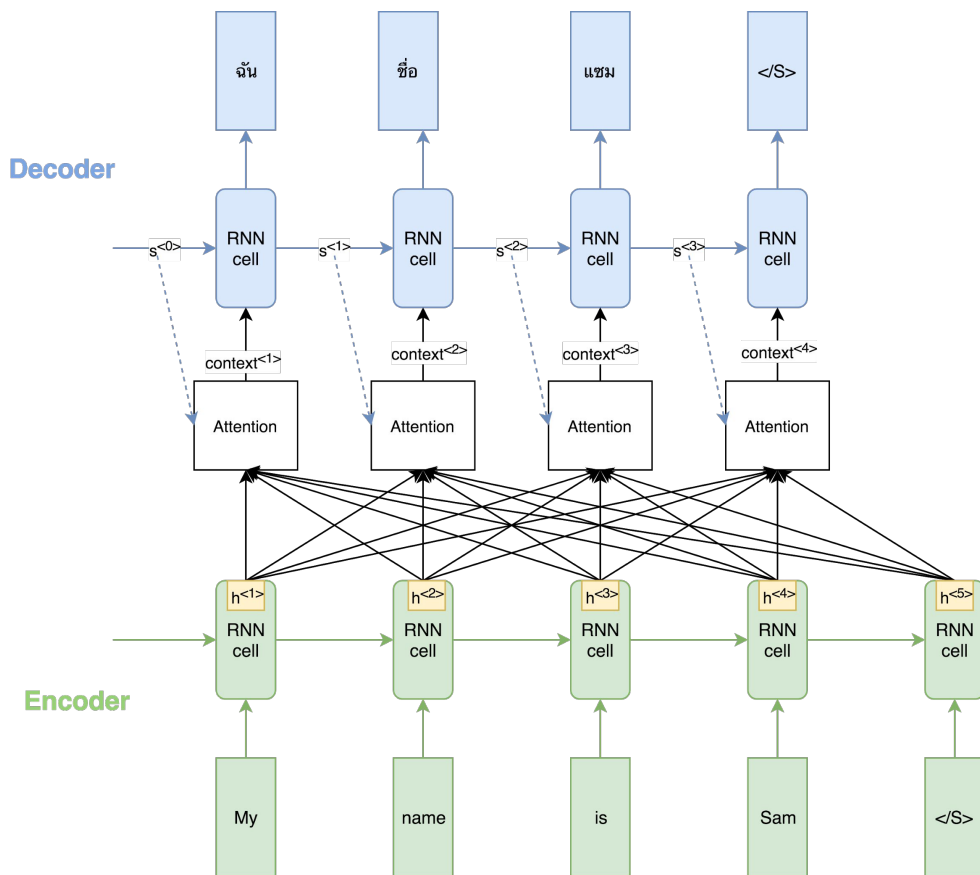 ฉัน
ชื่อ
แซม
</S>
Decoder
s<0>
RNN
cell
s<1>
RNN
cell
s<2>
RNN
cell
s<3>
RNN
cell
context<1>
context<2>
context<3>
context<4>
Attention
Attention
Attention
Attention
h<1>
h<2>
h<3>
h<4>
h<5>
RNN
cell
RNN
cell
RNN
cell
RNN
cell
RNN
cell
Encoder
My
name
is
Sam
</S>